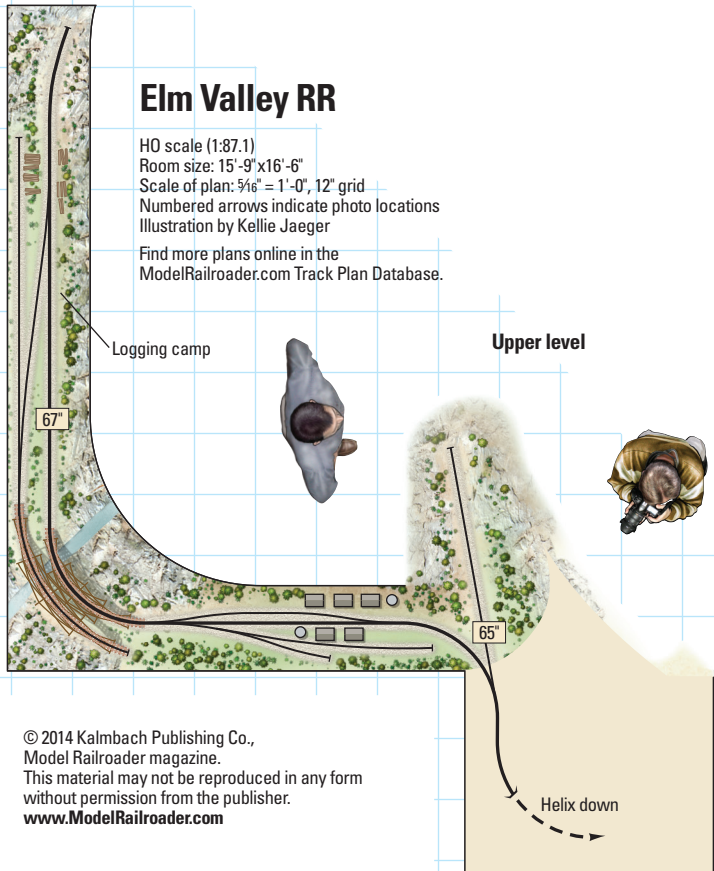 Elm Valley RR
HO scale (1:87.1)
Room size: 15'-9"x16'-6"
Scale of plan: 5⁄16" = 1'-0", 12" grid
Numbered arrows indicate photo locations
Illustration by Kellie Jaeger
Find more plans online in the
ModelRailroader.com Track Plan Database.
Upper level
Logging camp
67"
65"
Helix down
© 2014 Kalmbach Publishing Co.,
Model Railroader magazine.
This material may not be reproduced in any form
without permission from the publisher.
www.ModelRailroader.com